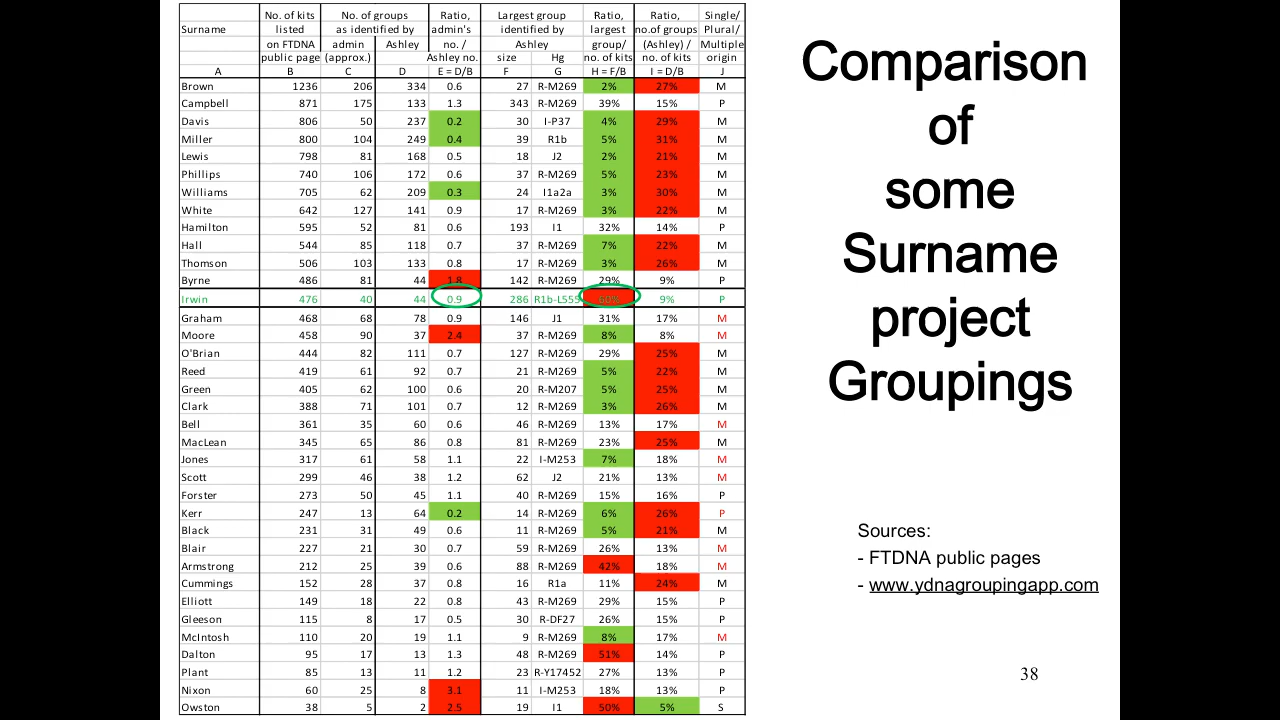 No. of kits No. of groups Ratio, Largest group Ratio, Ratio, Single/
listed as identified by admin's identified by largest no.of groups Plural/
Surname on FTDNA admin Ashley no. / Ashley group/ (Ashley) / Multiple
public page (approx.) Ashley no. size Hg no. of kits no. of kits origin
A B C D E = D/B F G H = F/B I = D/B J
Brown 1236 206 334 0.6 27 R-M269 2% 27% M
Campbell 871 175 133 1.3 343 R-M269 39% 15% P
Davis 806 50 237 0.2 30 I-P37 4% 29% M
Miller 800 104 249 0.4 39 R1b 5% 31% M
Lewis 798 81 168 0.5 18 J2 2% 21% M
Phillips 740 106 172 0.6 37 R-M269 5% 23% M
Williams 705 62 209 0.3 24 I1a2a 3% 30% M
White 642 127 141 0.9 17 R-M269 3% 22% M
Hamilton 595 52 81 0.6 193 I1 32% 14% P
Hall 544 85 118 0.7 37 R-M269 7% 22% M
Thomson 506 103 133 0.8 17 R-M269 3% 26% M
Byrne 486 81 44 1.8 142 R-M269 29% 9% P
Irwin 476 40 44 0.9 286 R1b-L555 60% 9% P
Graham 468 68 78 0.9 146 J1 31% 17% M
Moore 458 90 37 2.4 37 R-M269 8% 8% M
O'Brian 444 82 111 0.7 127 R-M269 29% 25% M
Reed 419 61 92 0.7 21 R-M269 5% 22% M
Green 405 62 100 0.6 20 R-M207 5% 25% M
Clark 388 71 101 0.7 12 R-M269 3% 26% M
Bell 361 35 60 0.6 46 R-M269 13% 17% M
MacLean 345 65 86 0.8 81 R-M269 23% 25% M
Jones 317 61 58 1.1 22 I-M253 7% 18% M
Scott 299 46 38 1.2 62 J2 21% 13% M
Forster 273 50 45 1.1 40 R-M269 15% 16% P
Kerr 247 13 64 0.2 14 R-M269 6% 26% P
Black 231 31 49 0.6 11 R-M269 5% 21% M
Blair 227 21 30 0.7 59 R-M269 26% 13% M
Armstrong 212 25 39 0.6 88 R-M269 42% 18% M
Cummings 152 28 37 0.8 16 R1a 11% 24% M
Elliott 149 18 22 0.8 43 R-M269 29% 15% P
Gleeson 115 8 17 0.5 30 R-DF27 26% 15% P
McIntosh 110 20 19 1.1 9 R-M269 8% 17% M
Dalton 95 17 13 1.3 48 R-M269 51% 14% P
Plant 85 13 11 1.2 23 R-Y17452 27% 13% P
Nixon 60 25 8 3.1 11 I-M253 18% 13% P
Owston 38 5 2 2.5 19 I1 50% 5% S
Comparison
of
some
Surname
project
Groupings
Sources:
- FTDNA public pages
- www.ydnagroupingapp.com
38